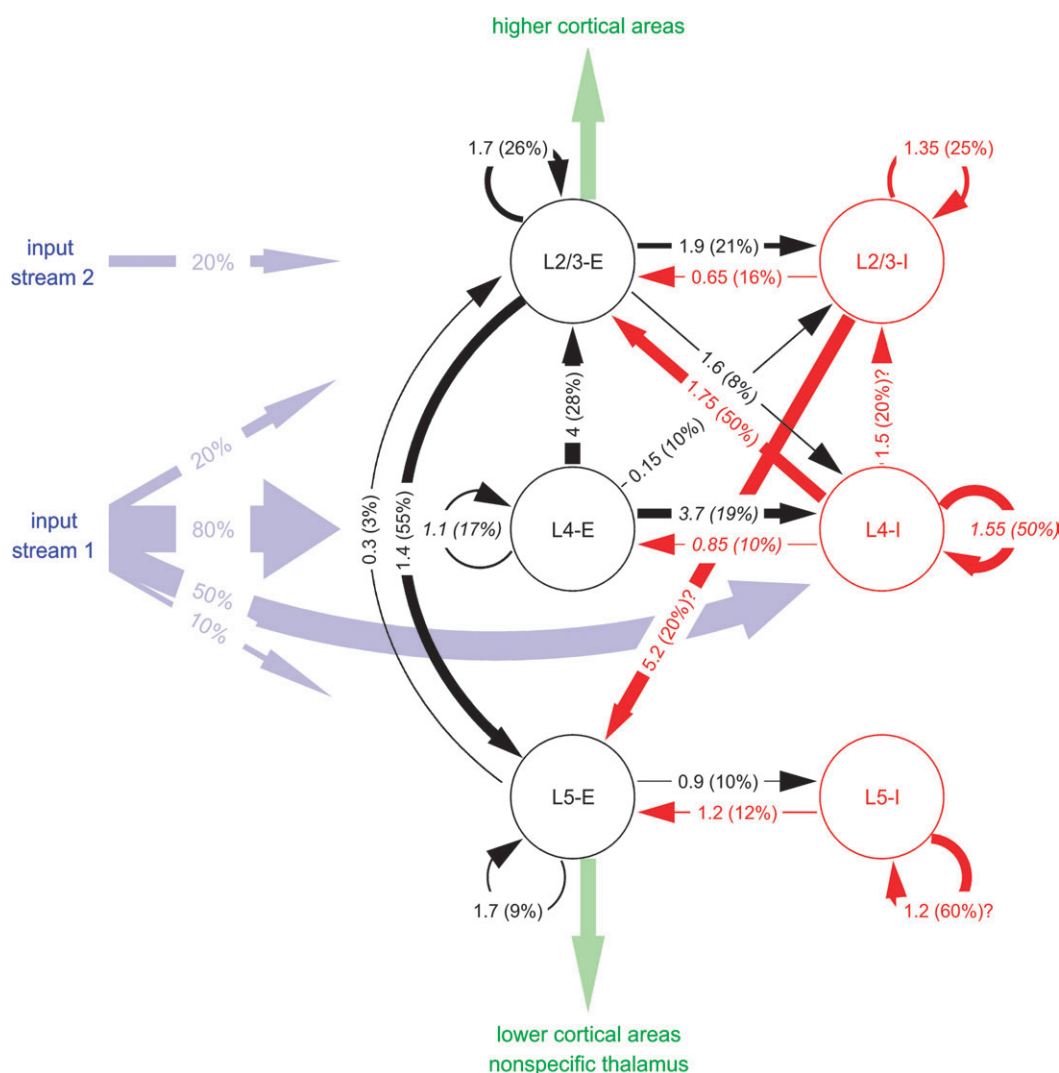 higher cortical areas
1.7 (26%)
1.35 (25%)
input
stream 2
20%
L2/3-E
1.9 (21%)
0.65 (16%)
L2/3-I
1.6 (8%)
1.75 (50%)
0.15 (10%)
4 (28%)
1.5 (20%)?
0.3 (3%)
1.4 (55%)
20%
input
stream 1
80%
50%
10%
1.1 (17%)
L4-E
3.7 (19%)
0.85 (10%)
L4-I
1.55 (50%)
5.2 (20%)?
L5-E
0.9 (10%)
1.2 (12%)
L5-I
1.7 (9%)
1.2 (60%)?
lower cortical areas
nonspecific thalamus